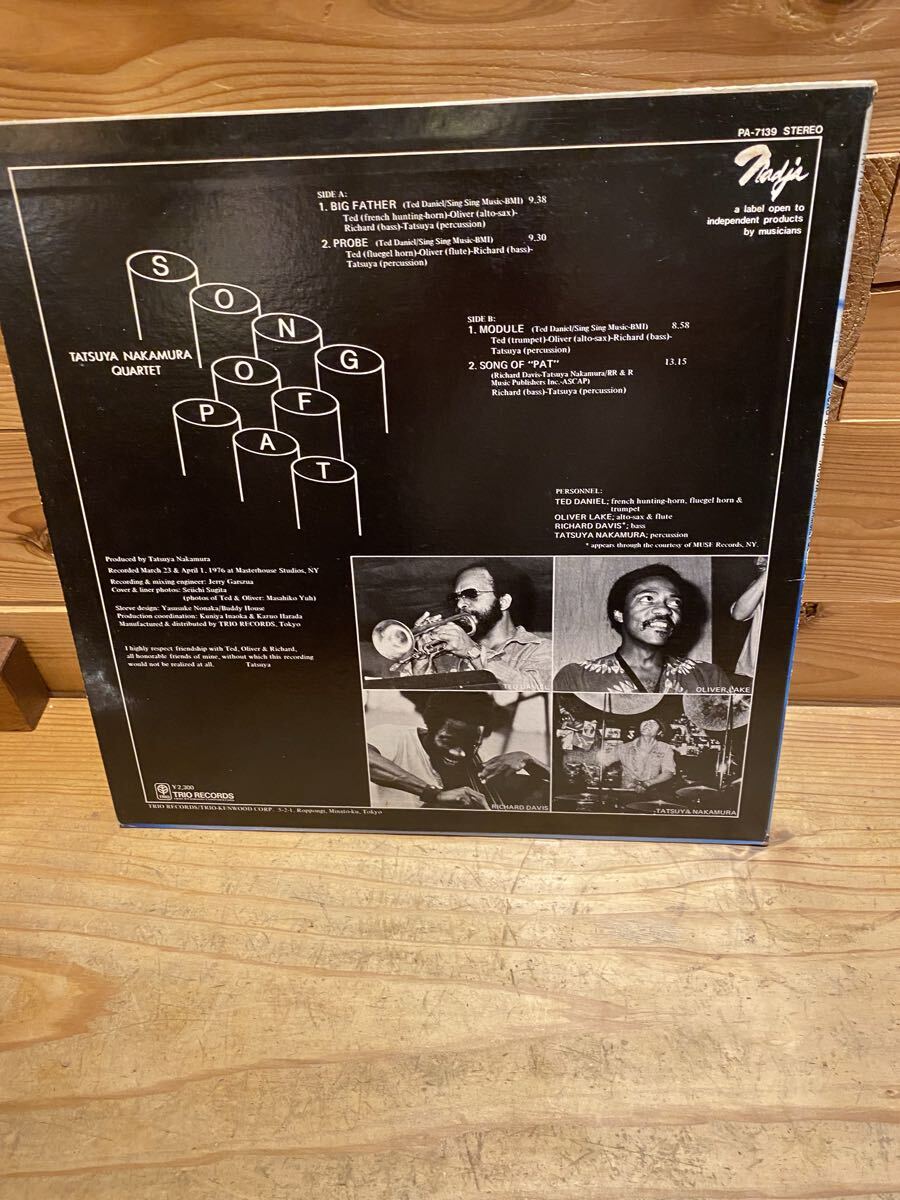 PA-7139 STEREO
Nadja
a label open to
independent products
by musicians
SIDE A:
1. BIG FATHER (Ted Daniel/Sing Sing Music-BMI) 9.38
Ted (french hunting-horn)-Oliver (alto-sax)-
Richard (bass)-Tatsuya (percussion)
2. PROBE (Ted Daniel/Sing Sing Music-BMI) 9.30
Ted (fluegel horn)-Oliver (flute)-Richard (bass)-
Tatsuya (percussion)
SONG
OF
PAT
TATSUYA NAKAMURA
QUARTET
SIDE B:
1. MODULE (Ted Daniel/Sing Sing Music-BMI) 8.58
Ted (trumpet)-Oliver (alto-sax)-Richard (bass)-
Tatsuya (percussion)
2. SONG OF "PAT" 13.15
(Richard Davis-Tatsuya Nakamura/RR & R
Music Publishers Inc.-ASCAP)
Richard (bass)-Tatsuya (percussion)
PERSONNEL:
TED DANIEL; french hunting-horn, fluegel horn &
trumpet
OLIVER LAKE; alto-sax & flute
RICHARD DAVIS*; bass
TATSUYA NAKAMURA; percussion
* appears through the courtesy of MUSE Records, NY.
Produced by Tatsuya Nakamura
Recorded March 23 & April 1, 1976 at Masterhouse Studios, NY
Recording & mixing engineer: Jerry Garszua
Cover & liner photos: Seiichi Sugita
(photos of Ted & Oliver: Masahiko Yuh)
Sleeve design: Yasusuke Nonaka/Buddy House
Production coordination: Kuniya Inaoka & Kazuo Harada
Manufactured & distributed by TRIO RECORDS, Tokyo
I highly respect friendship with Ted, Oliver & Richard,
all honorable friends of mine, without which this recording
would not be realized at all. Tatsuya
TED DANIEL
OLIVER LAKE
RICHARD DAVIS
TATSUYA NAKAMURA
¥2,300
TRIO RECORDS
TRIO RECORDS/TRIO-KENWOOD CORP. 5-2-1, Roppongi, Minato-ku, Tokyo